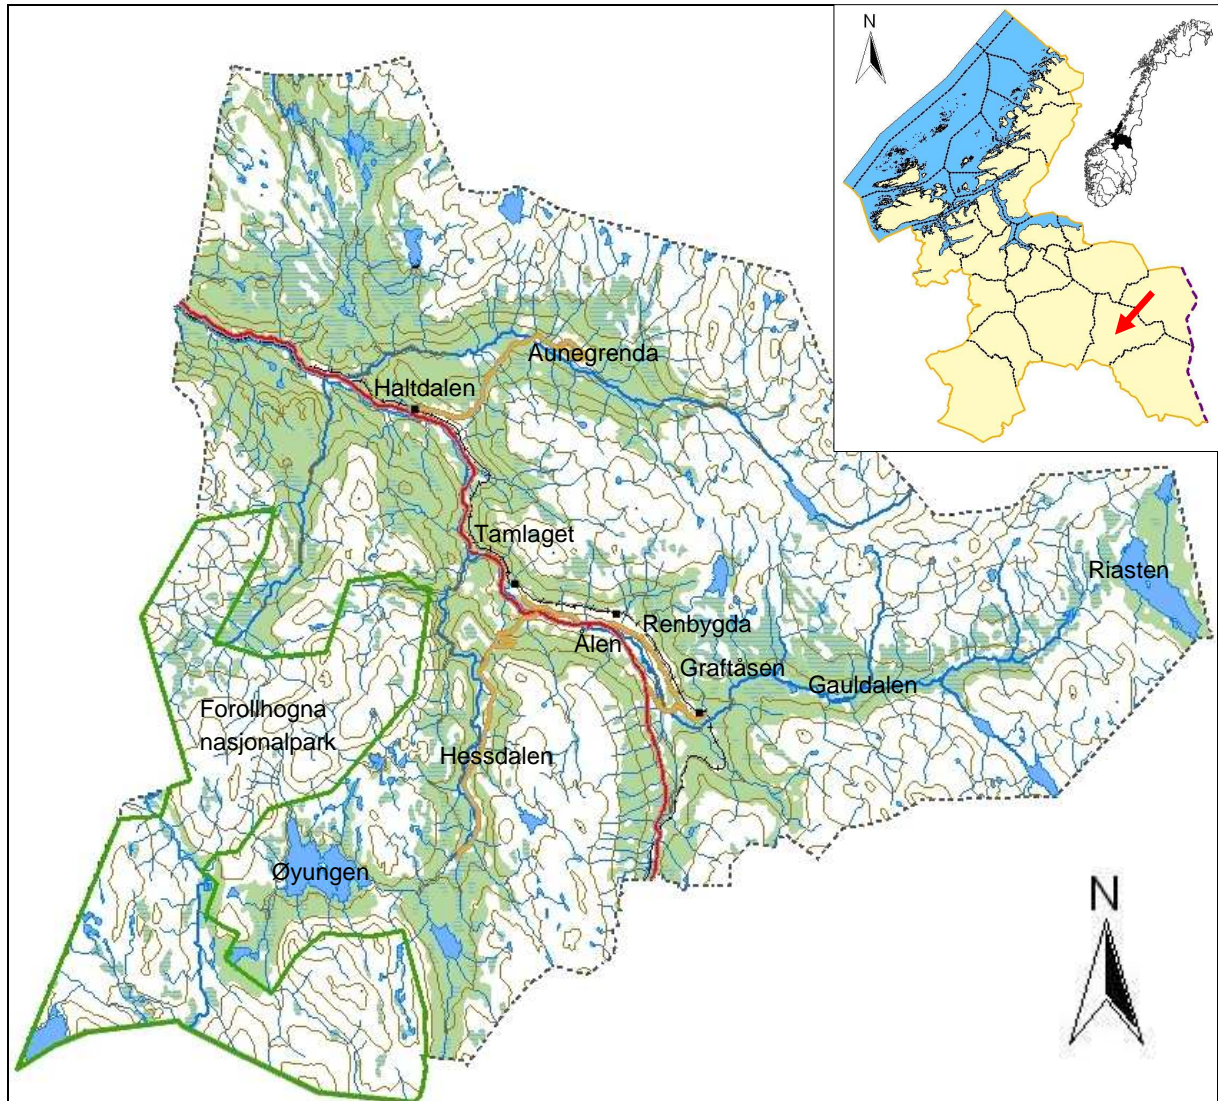 N
Aunegrenda
Haltdalen
Tamlaget
Riasten
Renbygda
Ålen
Graftåsen
Gauldalen
Forollhogna
nasjonalpark
Hessdalen
Øyungen
N